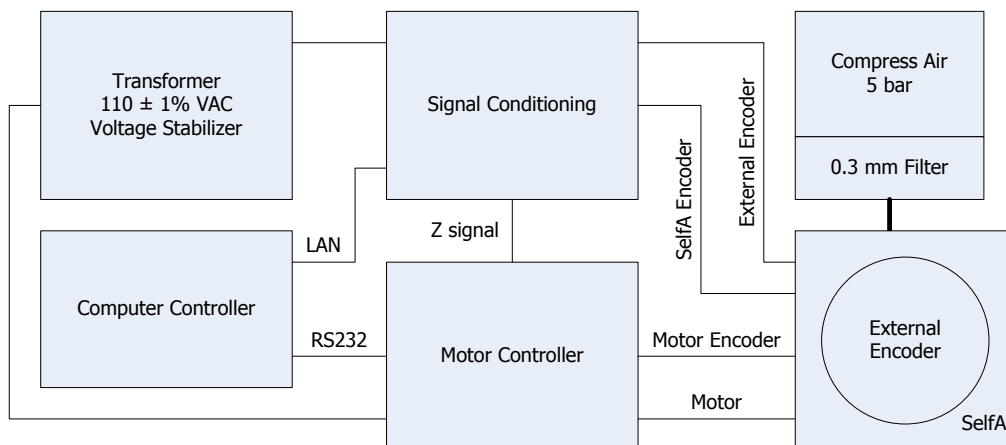 Transformer
110 ± 1% VAC
Voltage Stabilizer
Signal Conditioning
Compress Air
5 bar
0.3 mm Filter
External Encoder
SelfA Encoder
LAN
Z signal
Computer Controller
RS232
Motor Controller
Motor Encoder
Motor
External
Encoder
SelfA